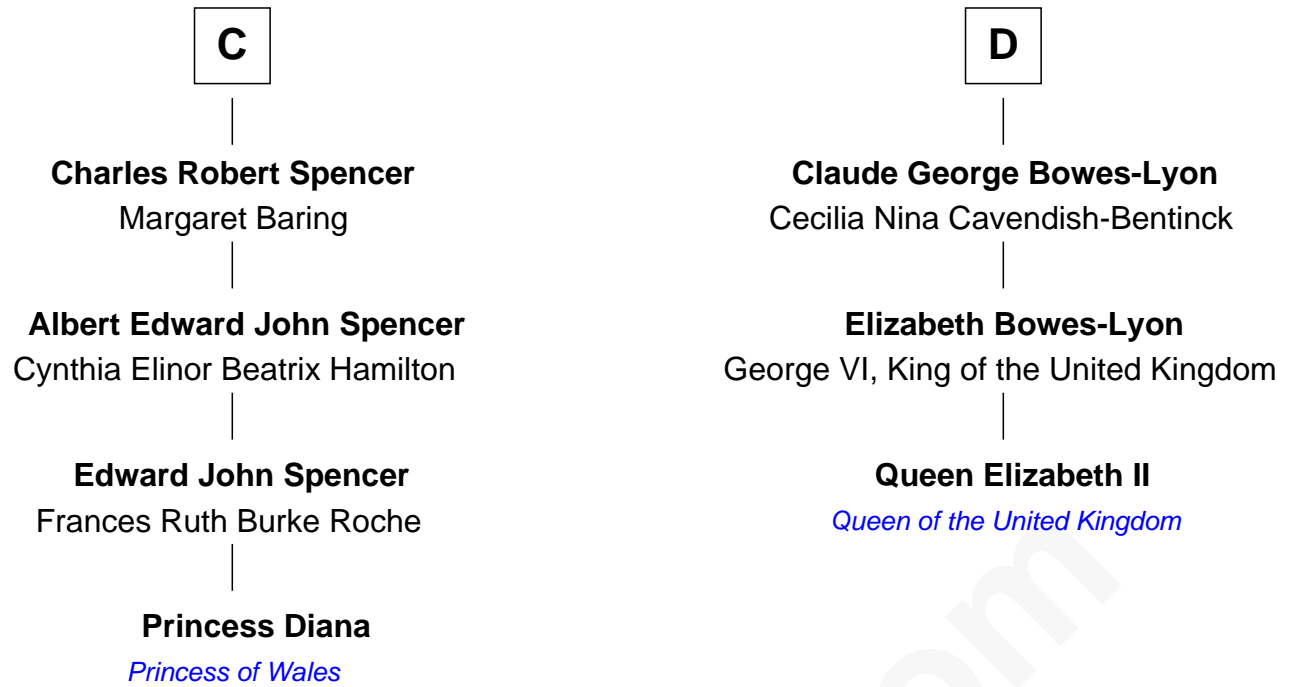 C
Charles Robert Spencer
Margaret Baring
Albert Edward John Spencer
Cynthia Elinor Beatrix Hamilton
Edward John Spencer
Frances Ruth Burke Roche
Princess Diana
Princess of Wales
D
Claude George Bowes-Lyon
Cecilia Nina Cavendish-Bentinck
Elizabeth Bowes-Lyon
George VI, King of the United Kingdom
Queen Elizabeth II
Queen of the United Kingdom
om